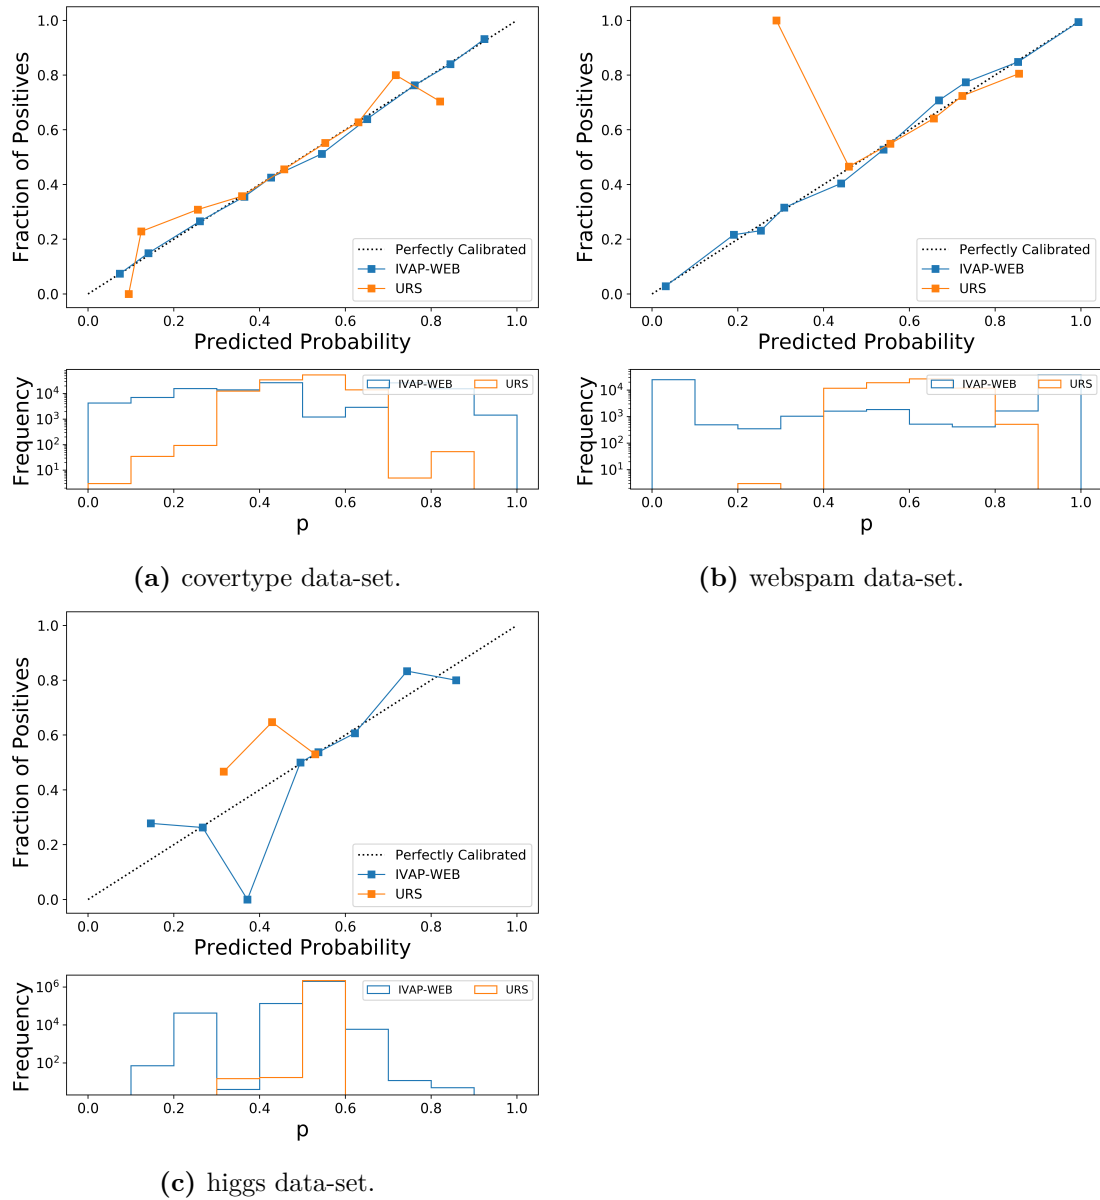 1.0
0.8
0.6
0.4
0.2
0.0
Fraction of Positives
Perfectly Calibrated
IVAP-WEB
URS
0.0 0.2 0.4 0.6 0.8 1.0
Predicted Probability
10^4
10^3
10^2
10^1
Frequency
IVAP-WEB URS
0.0 0.2 0.4 0.6 0.8 1.0
p
(a) covertype data-set.
1.0
0.8
0.6
0.4
0.2
0.0
Fraction of Positives
Perfectly Calibrated
IVAP-WEB
URS
0.0 0.2 0.4 0.6 0.8 1.0
Predicted Probability
10^4
10^3
10^2
10^1
Frequency
IVAP-WEB URS
0.0 0.2 0.4 0.6 0.8 1.0
p
(b) webspam data-set.
1.0
0.8
0.6
0.4
0.2
0.0
Fraction of Positives
Perfectly Calibrated
IVAP-WEB
URS
0.0 0.2 0.4 0.6 0.8 1.0
Predicted Probability
10^6
10^4
10^2
Frequency
IVAP-WEB URS
0.0 0.2 0.4 0.6 0.8 1.0
p
(c) higgs data-set.